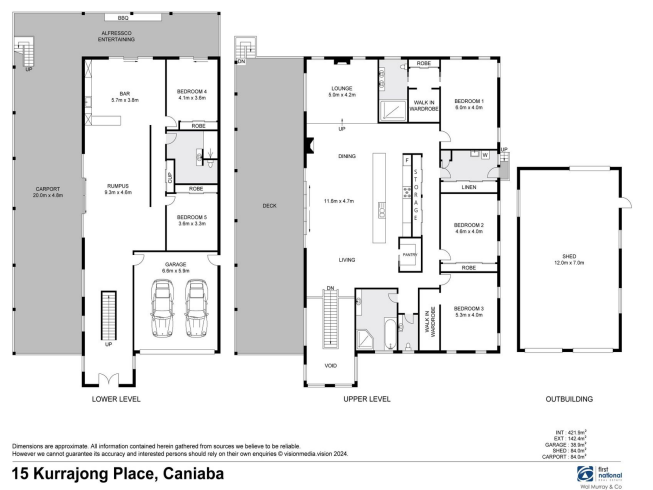 BBQ
ALFRESSCO
ENTERTAINING
UP
BAR
5.7m x 3.8m
BEDROOM 4
4.1m x 3.6m
ROBE
CUP
CARPORT
20.0m x 4.8m
RUMPUS
9.3m x 4.6m
ROBE
BEDROOM 5
3.6m x 3.3m
GARAGE
6.6m x 5.9m
UP
LOWER LEVEL
DN
LOUNGE
5.0m x 4.2m
ROBE
WALK IN
WARDROBE
BEDROOM 1
6.0m x 4.0m
UP
DINING
F
W
UP
STORAGE
LINEN
DECK
11.6m x 4.7m
BEDROOM 2
4.6m x 4.0m
LIVING
PANTRY
ROBE
DN
WALK IN
WARDROBE
BEDROOM 3
5.3m x 4.0m
VOID
UPPER LEVEL
SHED
12.0m x 7.0m
OUTBUILDING
INT : 421.9m²
EXT : 142.4m²
GARAGE : 38.9m²
SHED : 84.0m²
CARPORT : 84.0m²
Dimensions are approximate. All information contained herein gathered from sources we believe to be reliable.
However we cannot guarantee its accuracy and interested persons should rely on their own enquiries © visionmedia.vision 2024.
15 Kurrajong Place, Caniaba
first
national
REAL ESTATE
Wal Murray & Co